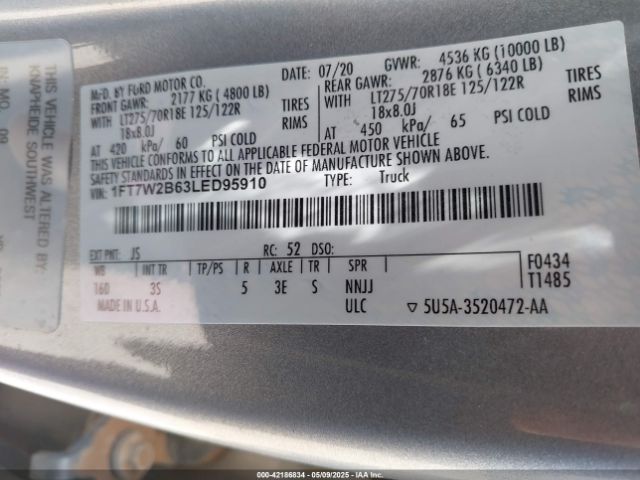 MFD. BY FORD MOTOR CO. DATE: 07/20 GVWR: 4536 KG (10000 LB)
FRONT GAWR: 2177 KG (4800 LB) REAR GAWR: 2876 KG (6340 LB)
WITH LT275/70R18E 125/122R TIRES WITH LT275/70R18E 125/122R TIRES
18x8.0J RIMS 18x8.0J RIMS
AT 420 kPa/ 60 PSI COLD AT 450 kPa/ 65 PSI COLD
THIS VEHICLE CONFORMS TO ALL APPLICABLE FEDERAL MOTOR VEHICLE
SAFETY STANDARDS IN EFFECT ON THE DATE OF MANUFACTURE SHOWN ABOVE.
VIN: 1FT7W2B63LED95910 TYPE: Truck
EXT PNT: JS RC: 52 DSO:
WB INT TR TP/PS R AXLE TR SPR F0434
160 3S 5 3E S NNJJ T1485
MADE IN U.S.A. ULC 5U5A-3520472-AA
THIS VEHICLE WAS ALTERED BY:
KNAPHEIDE SOUTHWEST
IN MO. 09
00-42186834 - 05/09/2025 - IAAI.COM